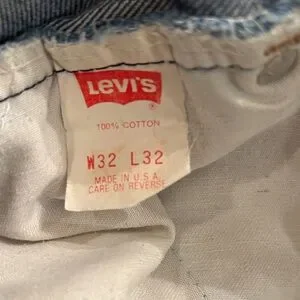 LEVI'S
®
100% COTTON
W32 L32
MADE IN U.S.A.
CARE ON REVERSE